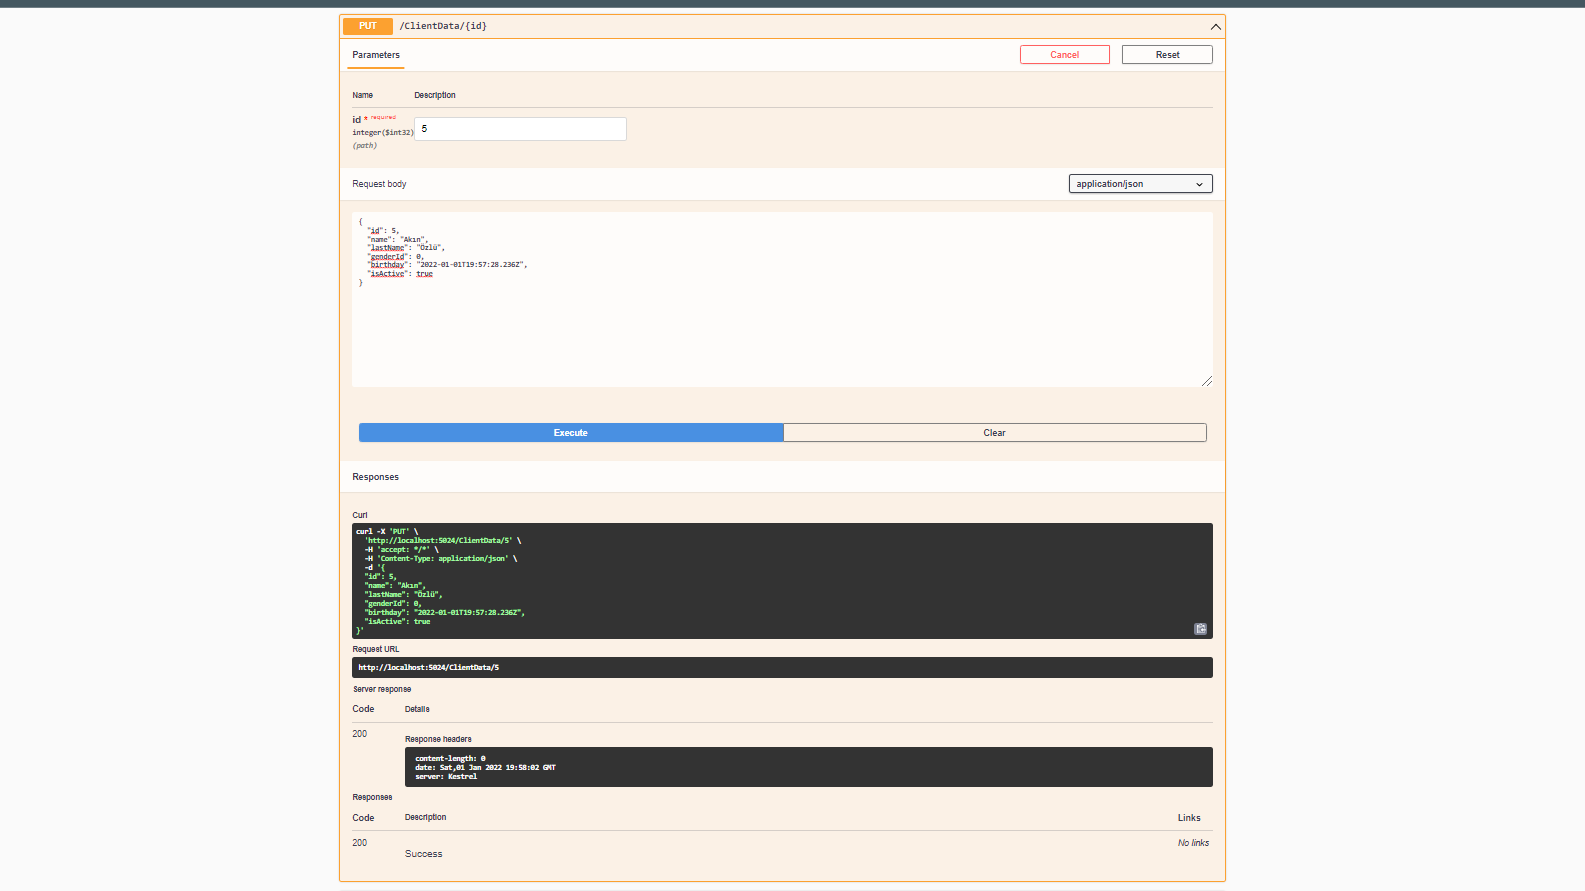 PUT /ClientData/{id}
Parameters
Cancel
Reset
Name Description
id * required
integer($int32)
(path)
5
Request body
application/json
{
"id": 5,
"name": "Akın",
"lastName": "Özlü",
"genderId": 0,
"birthday": "2022-01-01T19:57:28.236Z",
"isActive": true
}
Execute
Clear
Responses
Curl
curl -X 'PUT' \
'http://localhost:5024/ClientData/5' \
-H 'accept: */*' \
-H 'Content-Type: application/json' \
-d '{
"id": 5,
"name": "Akın",
"lastName": "Özlü",
"genderId": 0,
"birthday": "2022-01-01T19:57:28.236Z",
"isActive": true
}'
Request URL
http://localhost:5024/ClientData/5
Server response
Code Details
200
Response headers
content-length: 0
date: Sat,01 Jan 2022 19:58:02 GMT
server: Kestrel
Responses
Code Description Links
200 No links
Success